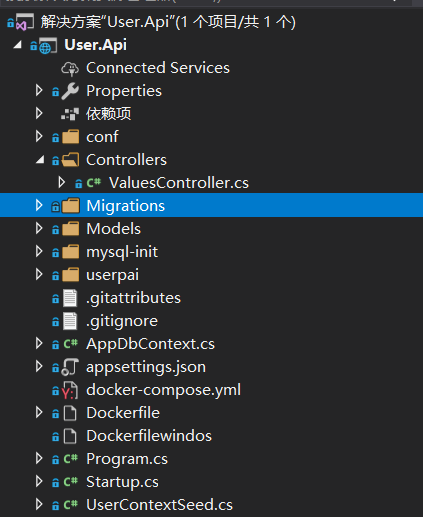 解决方案"User.Api"(1 个项目/共 1 个)
User.Api
Connected Services
Properties
依赖项
conf
Controllers
C# ValuesController.cs
Migrations
Models
mysql-init
userpai
.gitattributes
.gitignore
C# AppDbContext.cs
appsettings.json
docker-compose.yml
Dockerfile
Dockerfilewindos
C# Program.cs
C# Startup.cs
C# UserContextSeed.cs